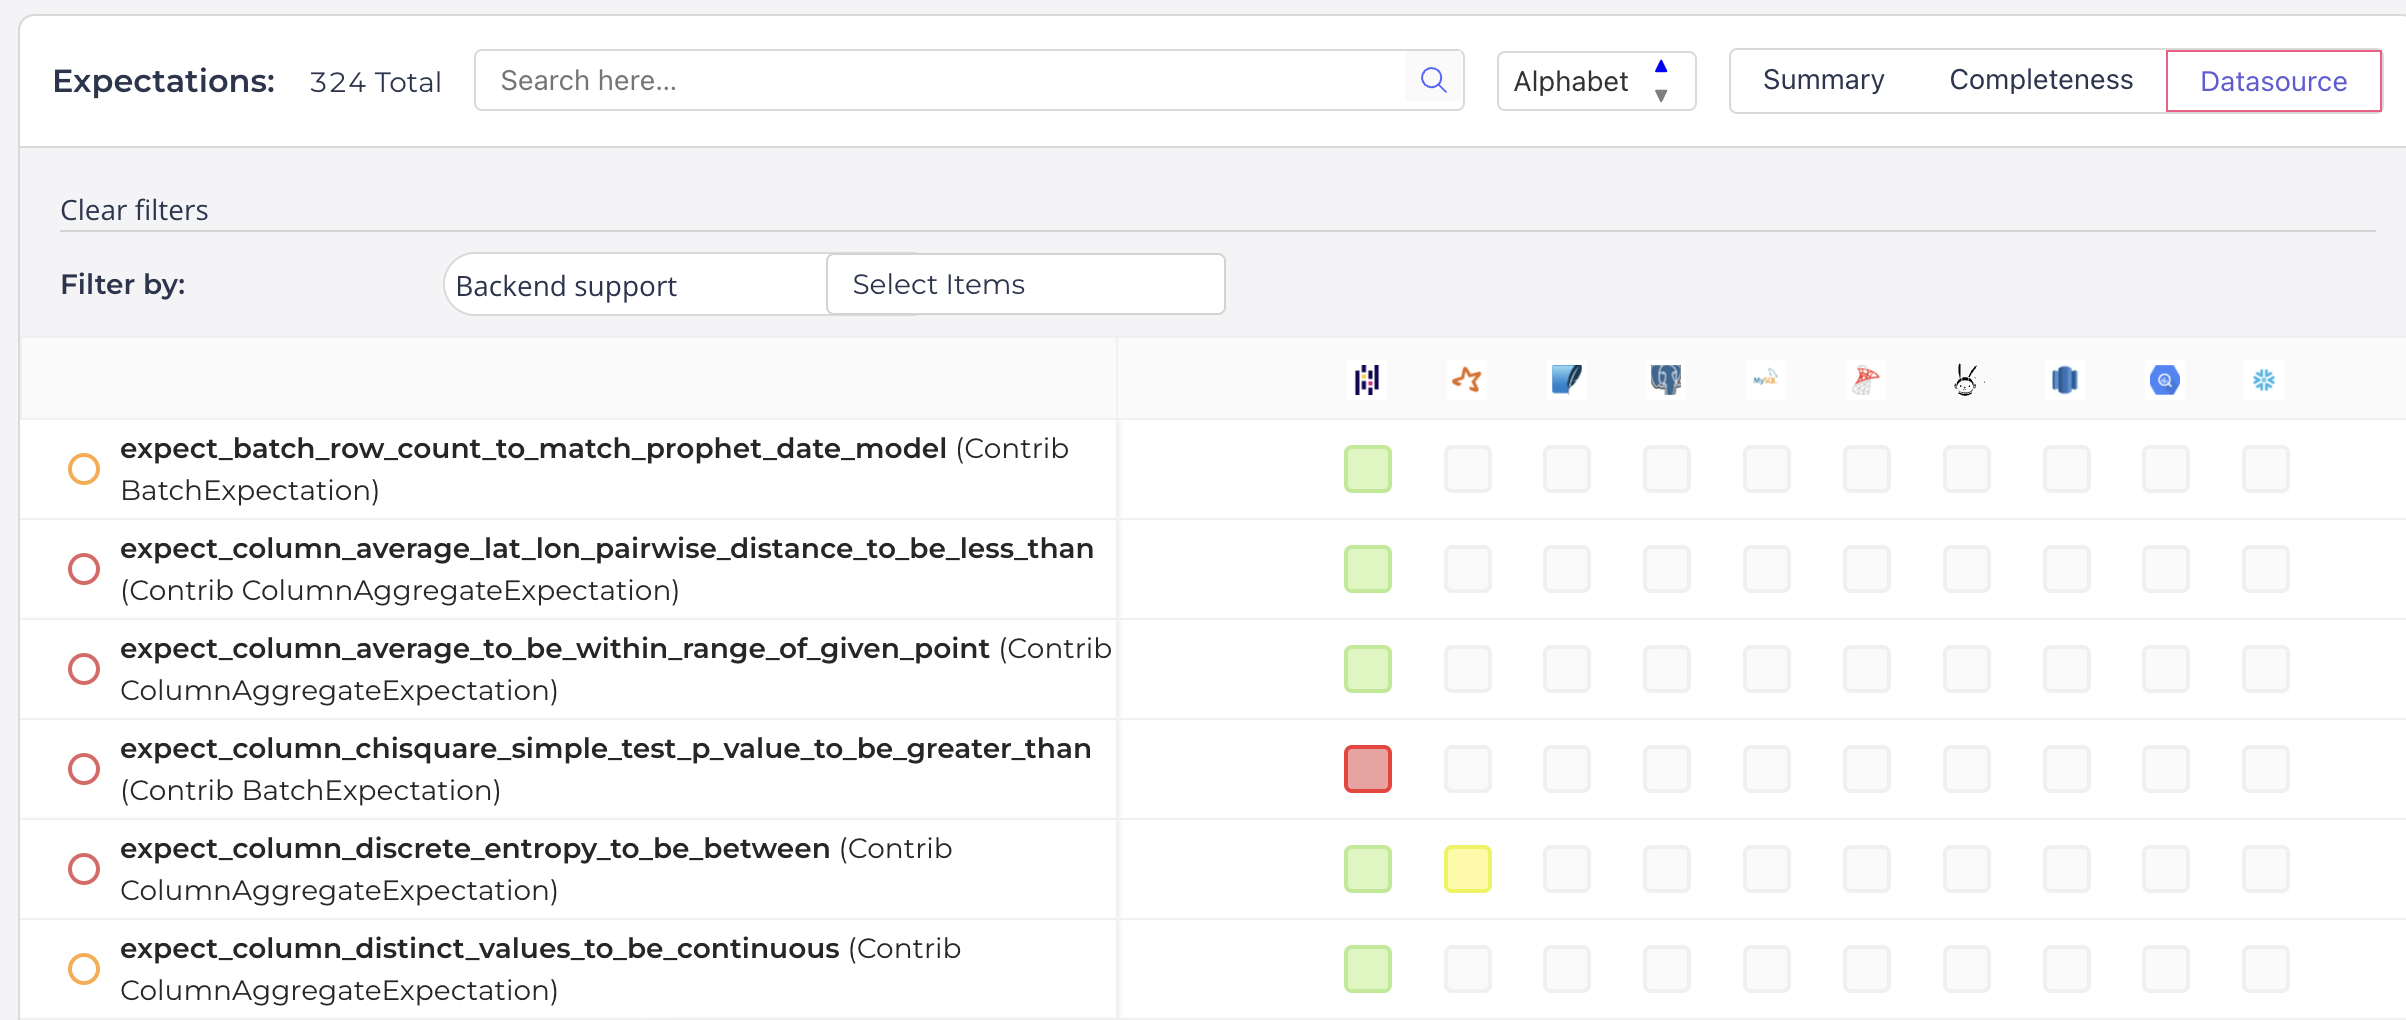 Expectations: 324 Total Search here... Alphabet Summary Completeness Datasource
Clear filters
Filter by: Backend support Select Items
MySQL
expect_batch_row_count_to_match_prophet_date_model (Contrib
BatchExpectation)
expect_column_average_lat_lon_pairwise_distance_to_be_less_than
(Contrib ColumnAggregateExpectation)
expect_column_average_to_be_within_range_of_given_point (Contrib
ColumnAggregateExpectation)
expect_column_chisquare_simple_test_p_value_to_be_greater_than
(Contrib BatchExpectation)
expect_column_discrete_entropy_to_be_between (Contrib
ColumnAggregateExpectation)
expect_column_distinct_values_to_be_continuous (Contrib
ColumnAggregateExpectation)